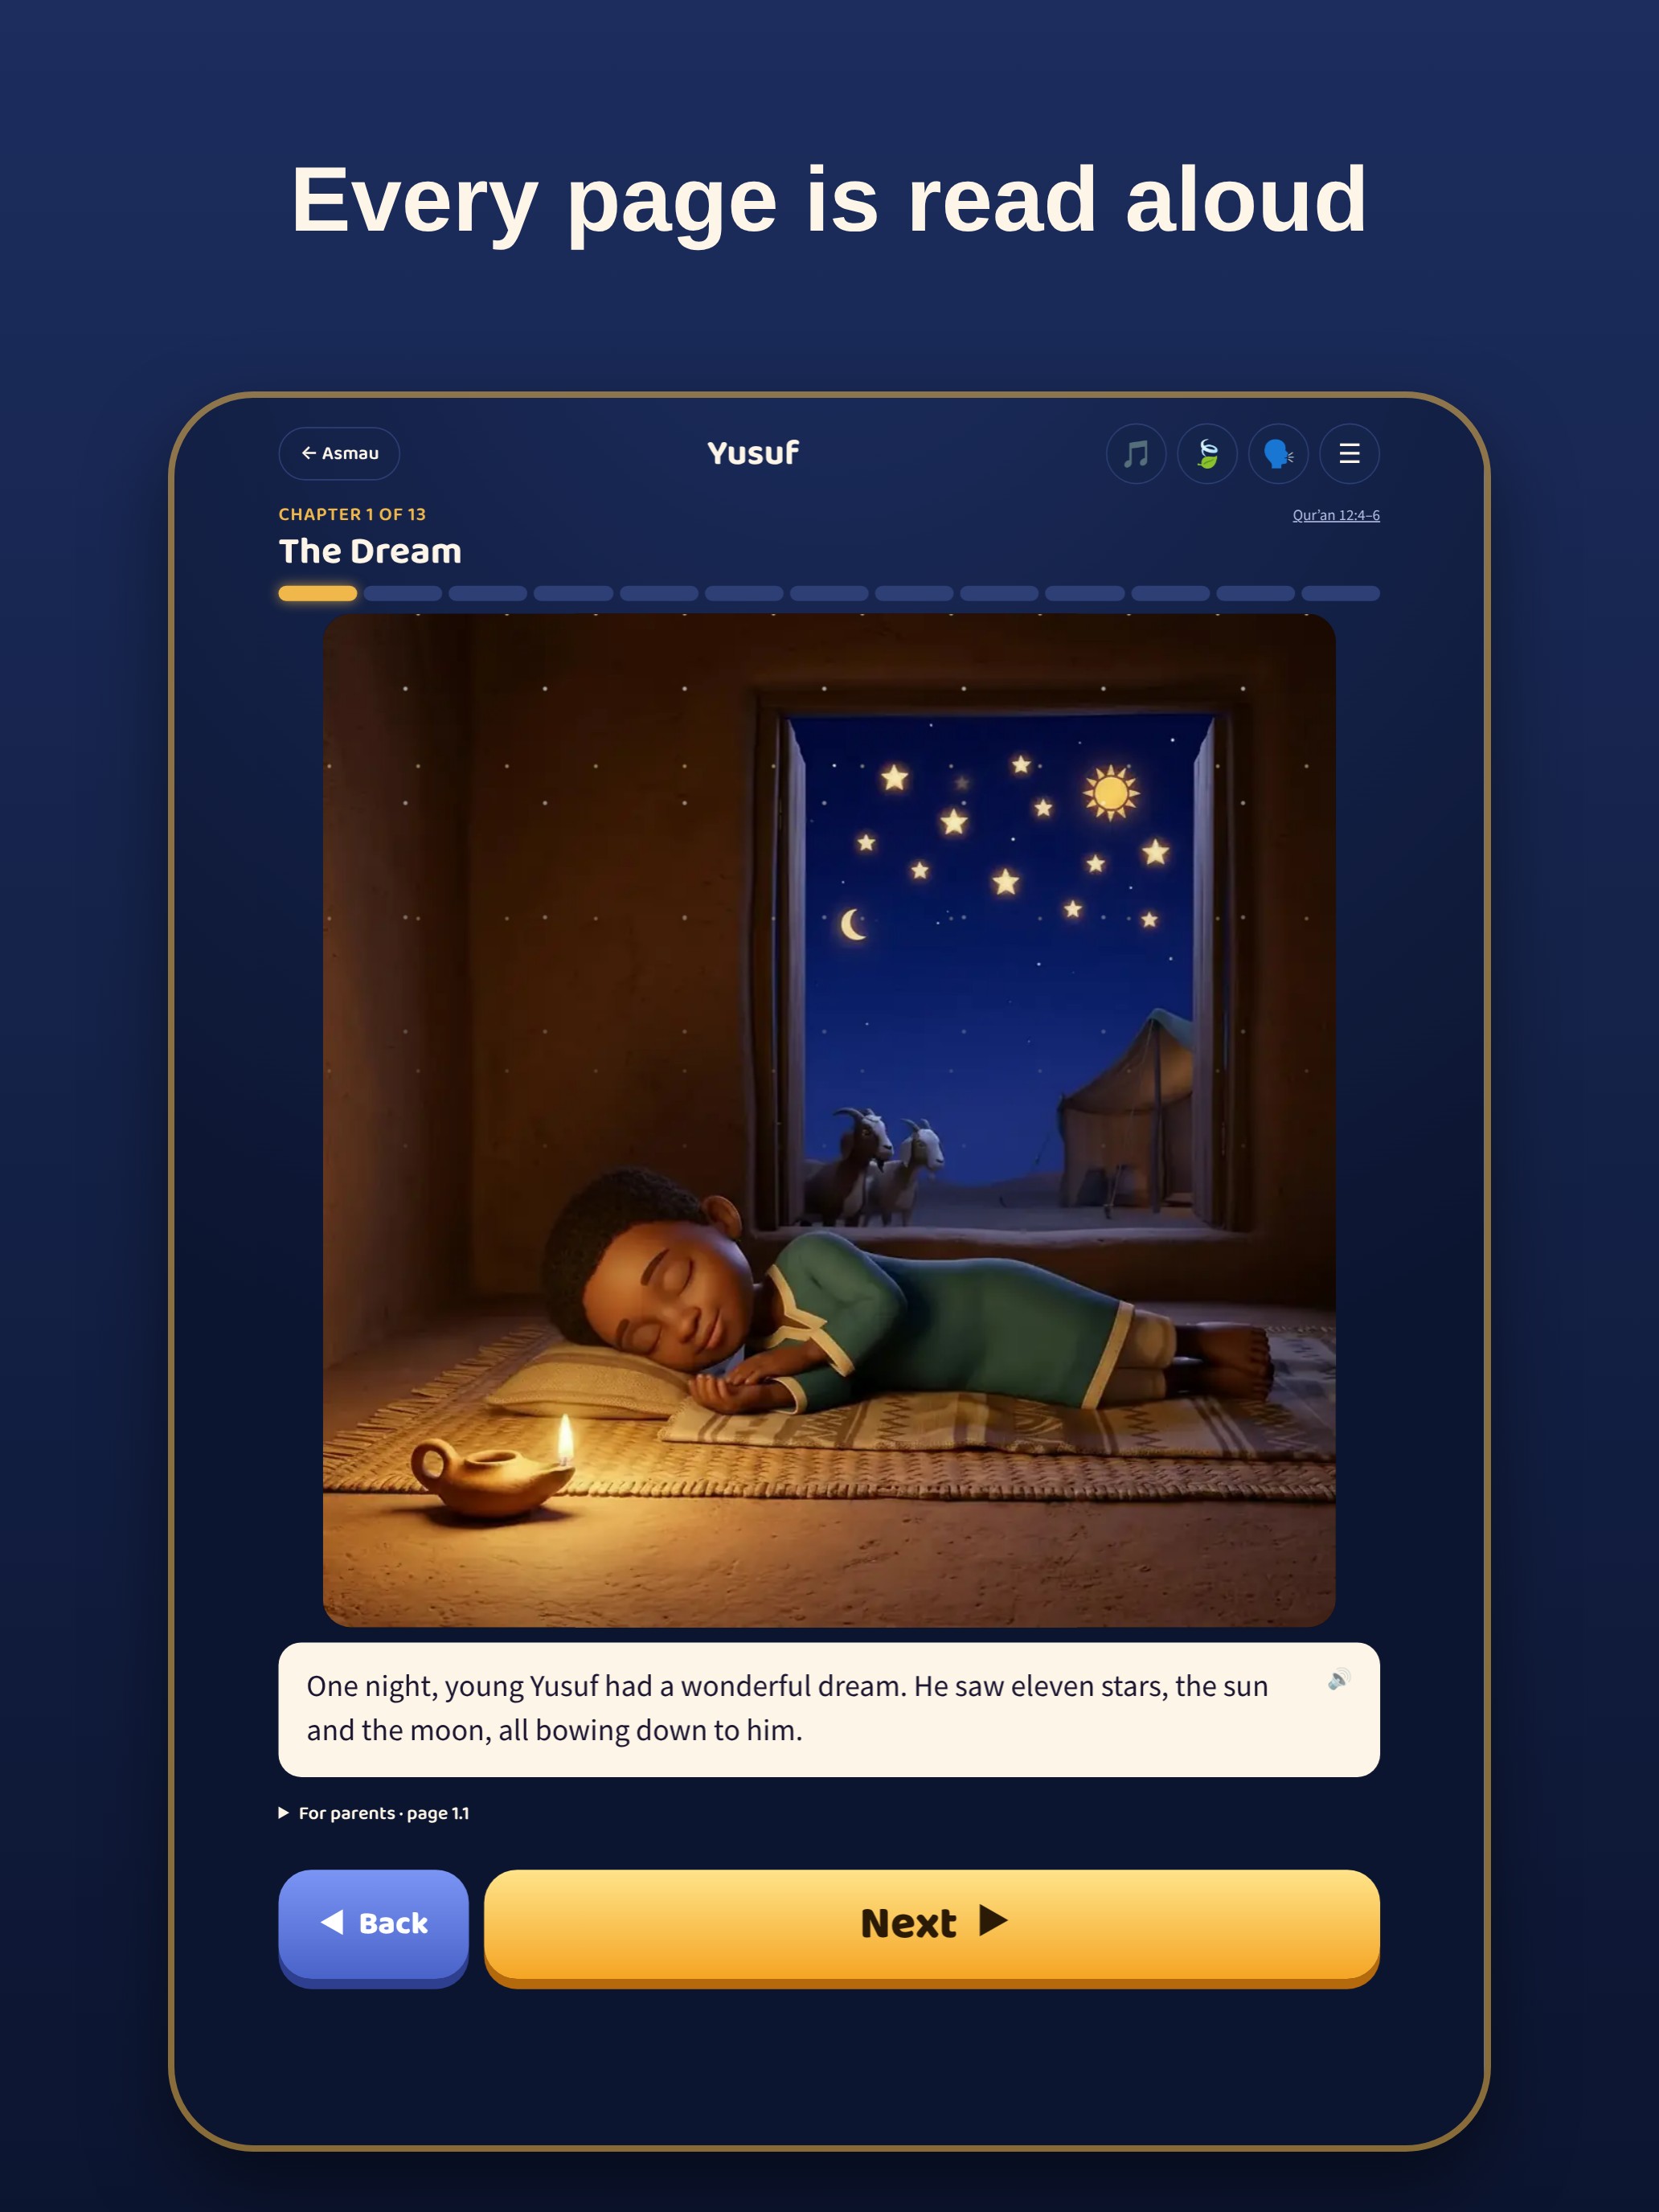 Every page is read aloud
← Asmau
Yusuf
CHAPTER 1 OF 13
Qur'an 12:4–6
The Dream
One night, young Yusuf had a wonderful dream. He saw eleven stars, the sun
and the moon, all bowing down to him.
▶ For parents · page 1.1
◀ Back
Next ▶